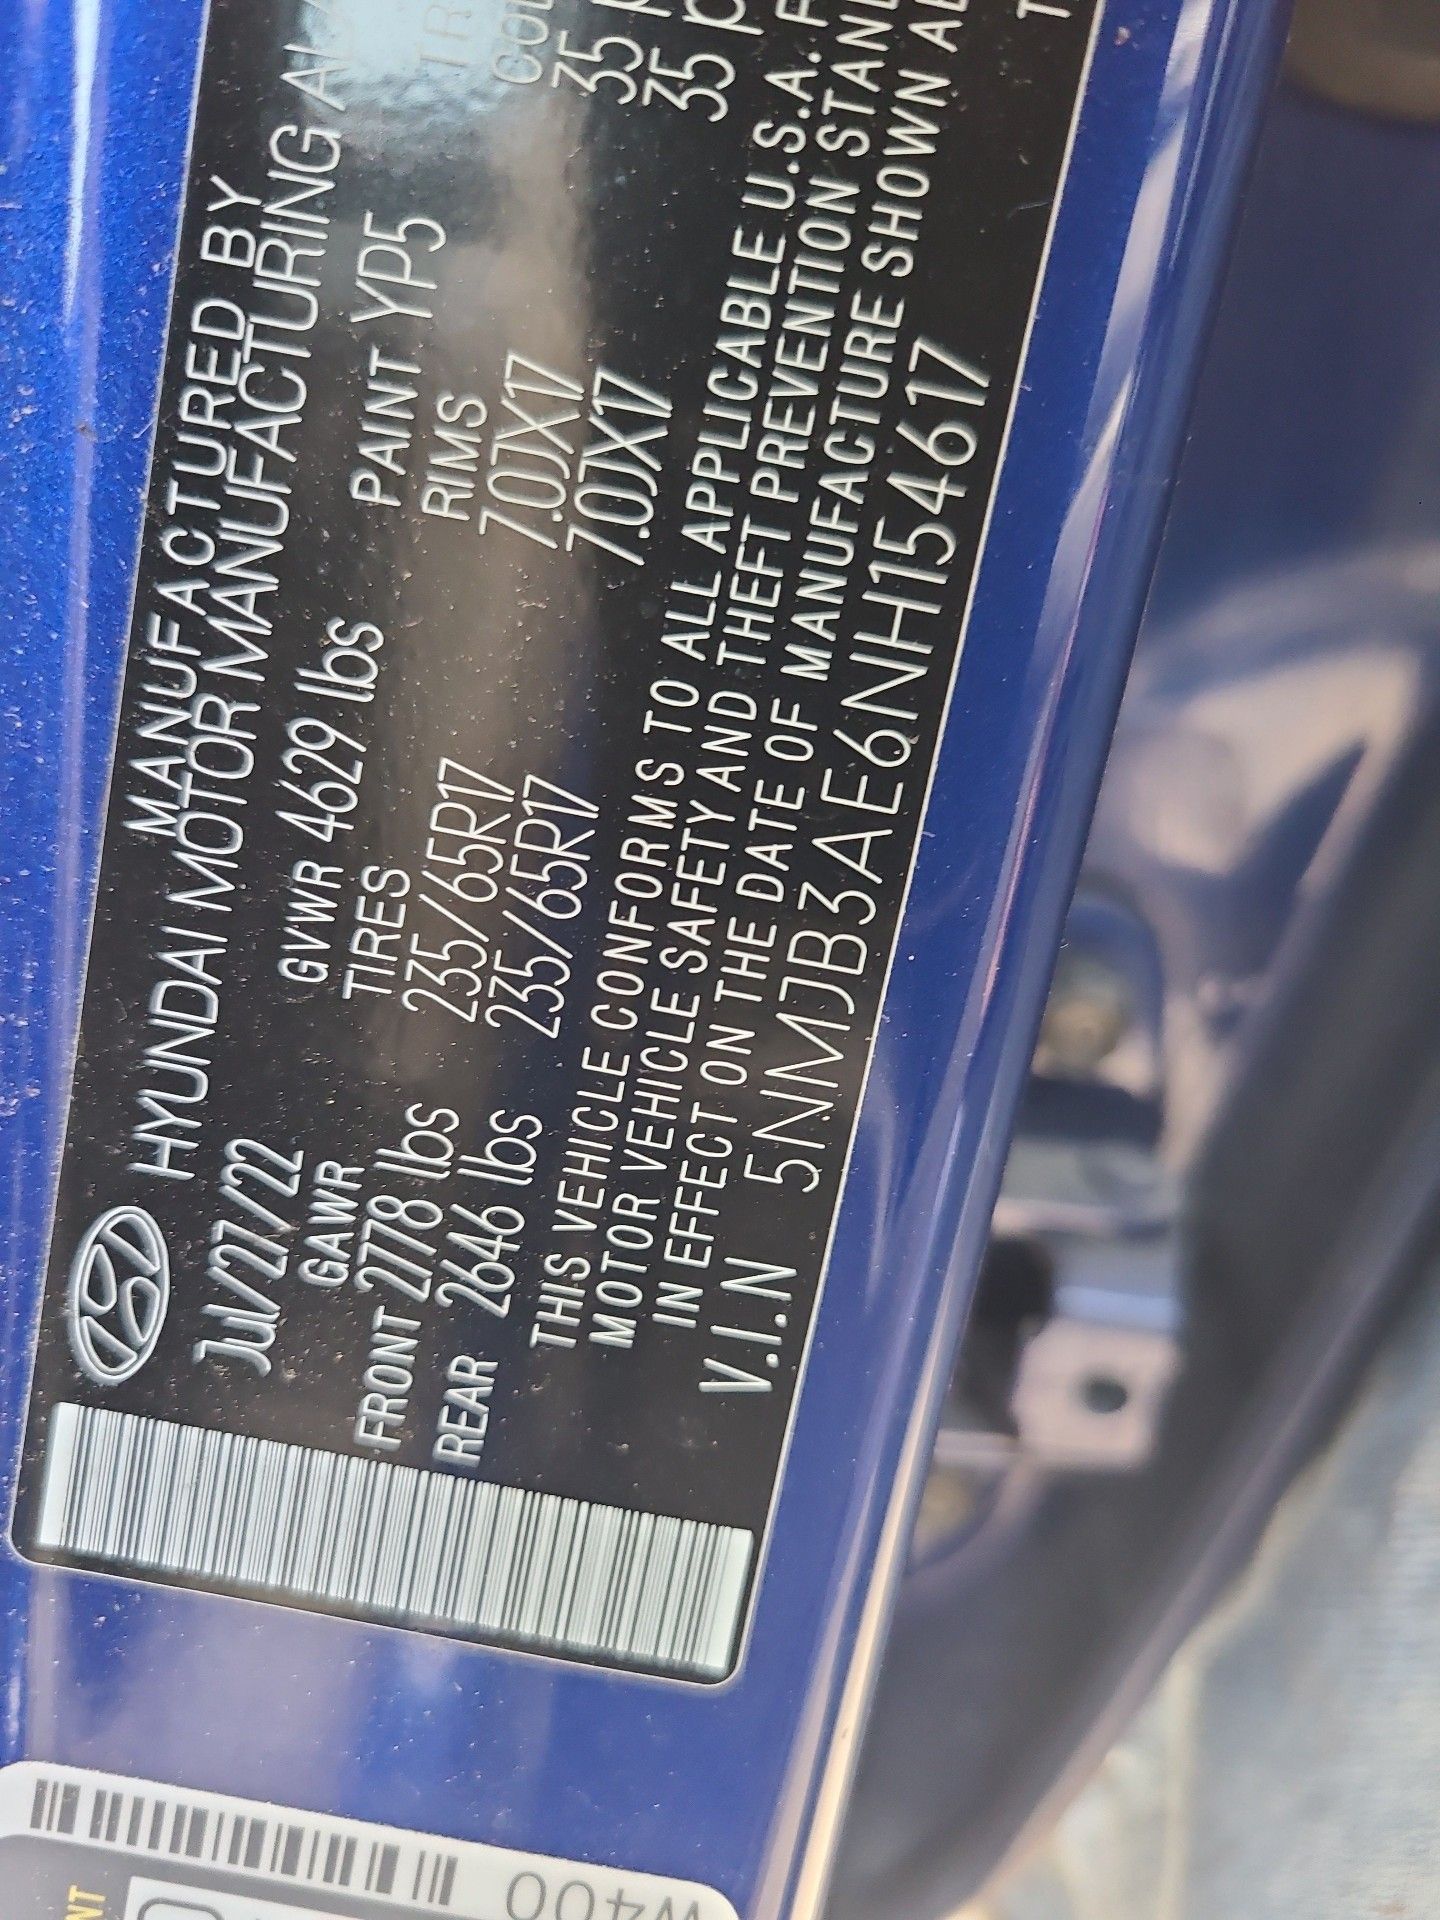 MANUFACTURED BY
HYUNDAI MOTOR MANUFACTURING
JUl/27/22 GVWR 4629 lbs PAINT YP5
GAWR TIRES RIMS
FRONT 2778 lbs 235/65R17 7.0JX17 35
REAR 2646 lbs 235/65R17 7.0JX17 35
THIS VEHICLE CONFORMS TO ALL APPLICABLE U.S.A.
MOTOR VEHICLE SAFETY AND THEFT PREVENTION
IN EFFECT ON THE DATE OF MANUFACTURE SHOWN
V.I.N 5NMJB3AE6NH154617
W400